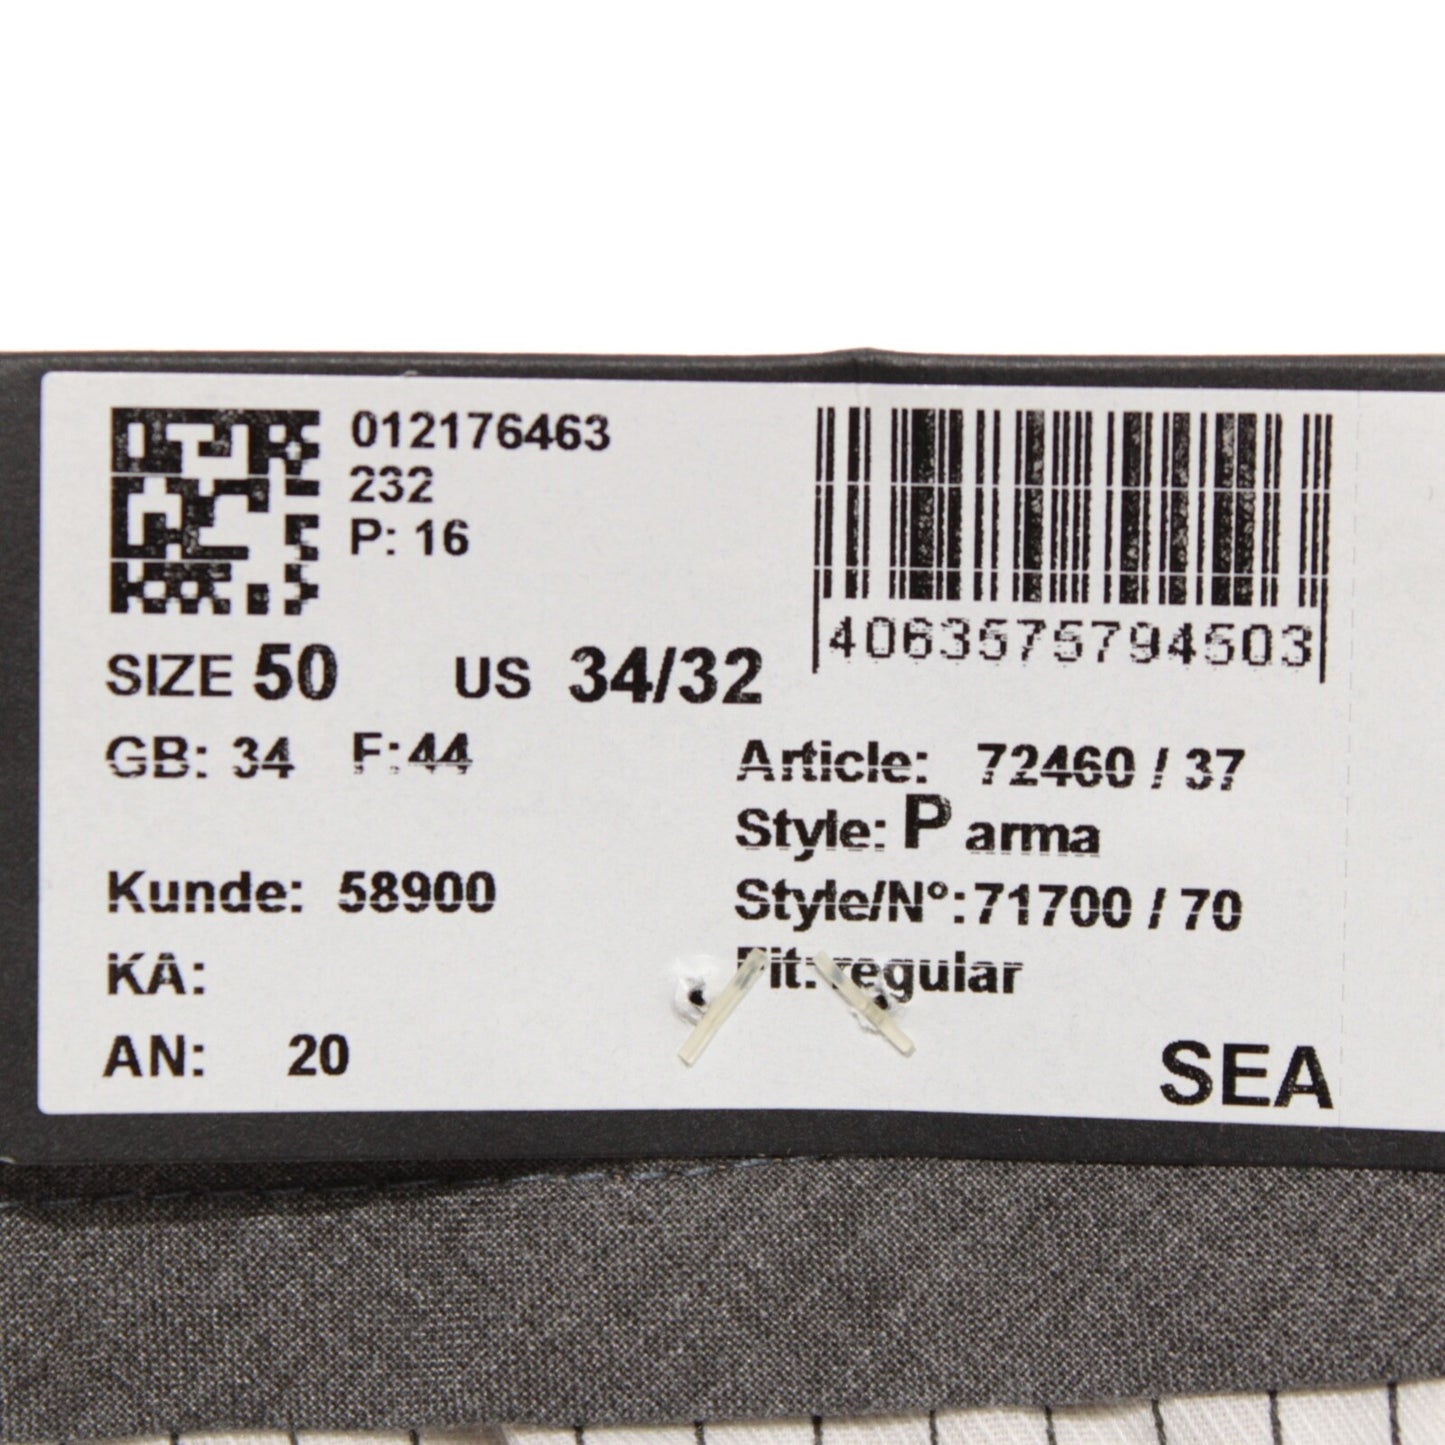 012176463
232
P: 16
4063575794503
SIZE 50 US 34/32
GB: 34 F: 44
Article: 72460 / 37
Style: Parma
Kunde: 58900
Style/N°: 71700 / 70
KA:
Fit: regular
AN: 20
SEA